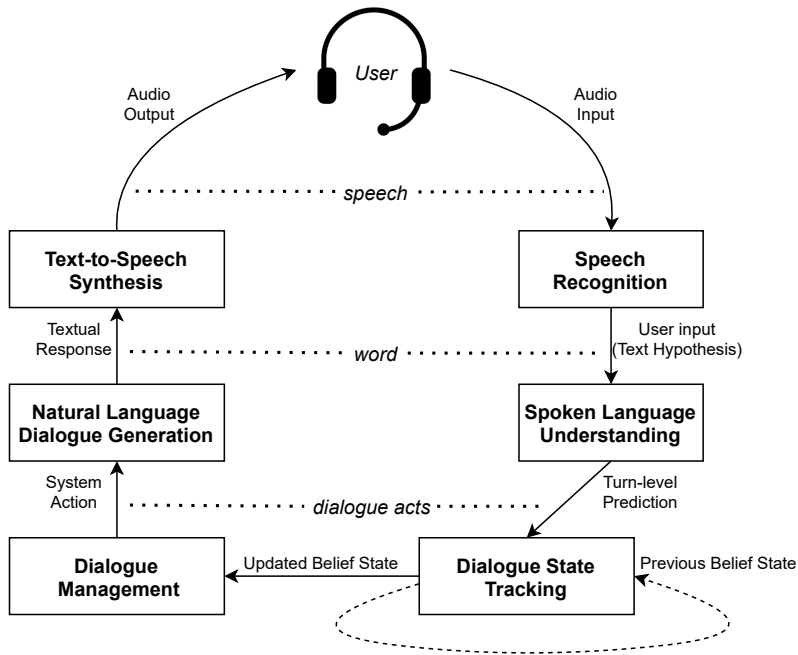 User
Audio
Output
Audio
Input
speech
Text-to-Speech
Synthesis
Speech
Recognition
Textual
Response
User input
(Text Hypothesis)
word
Natural Language
Dialogue Generation
Spoken Language
Understanding
System
Action
Turn-level
Prediction
dialogue acts
Dialogue
Management
Updated Belief State
Dialogue State
Tracking
Previous Belief State